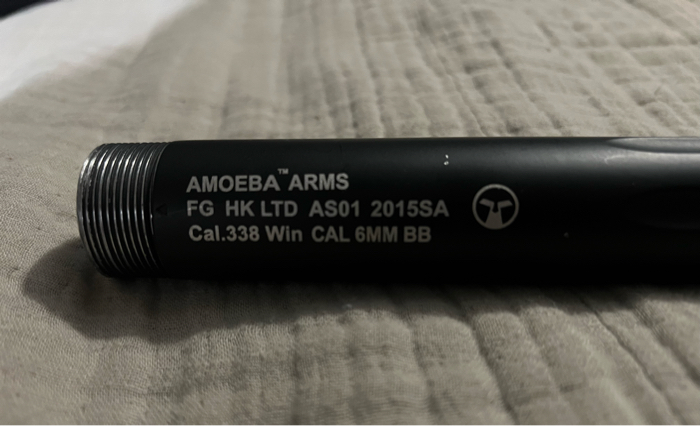 AMOEBA™ ARMS
FG HK LTD AS01 2015SA
Cal.338 Win CAL 6MM BB